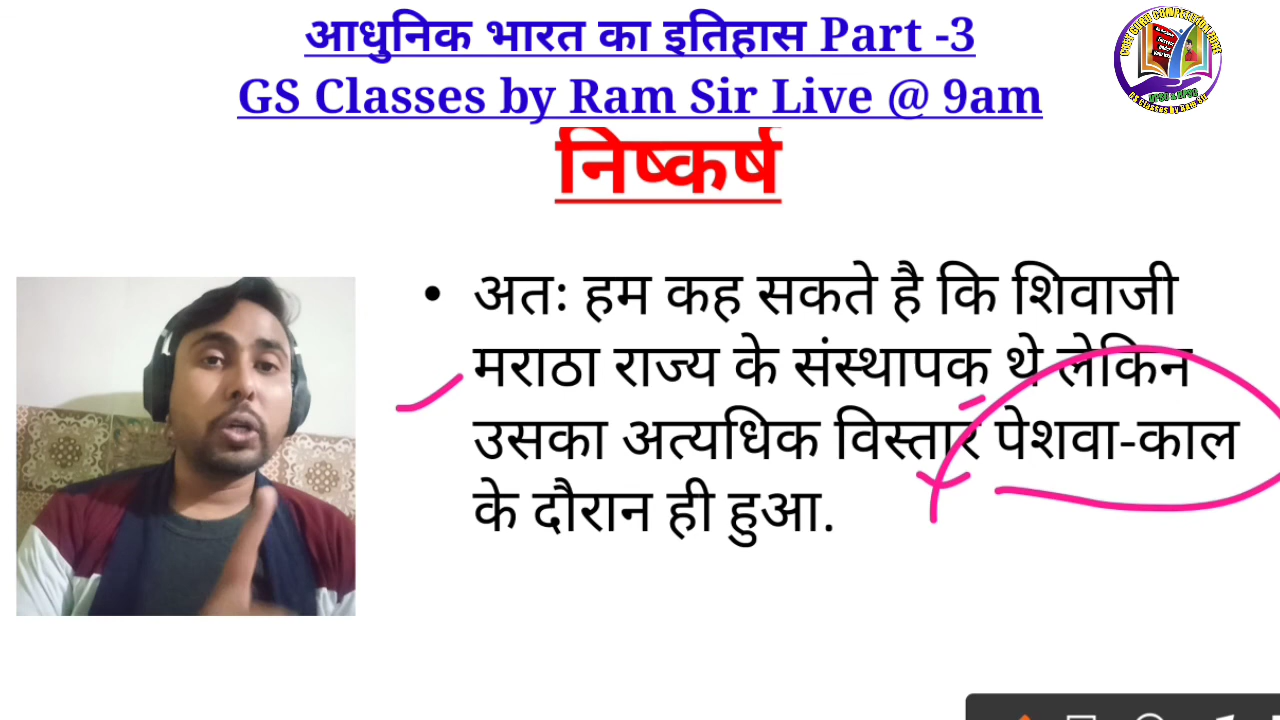 आधुनिक भारत का इतिहास Part -3
GS Classes by Ram Sir Live @ 9am
निष्कर्ष
• अतः हम कह सकते है कि शिवाजी
मराठा राज्य के संस्थापक थे लेकिन
उसका अत्यधिक विस्तार पेशवा-काल
के दौरान ही हुआ.